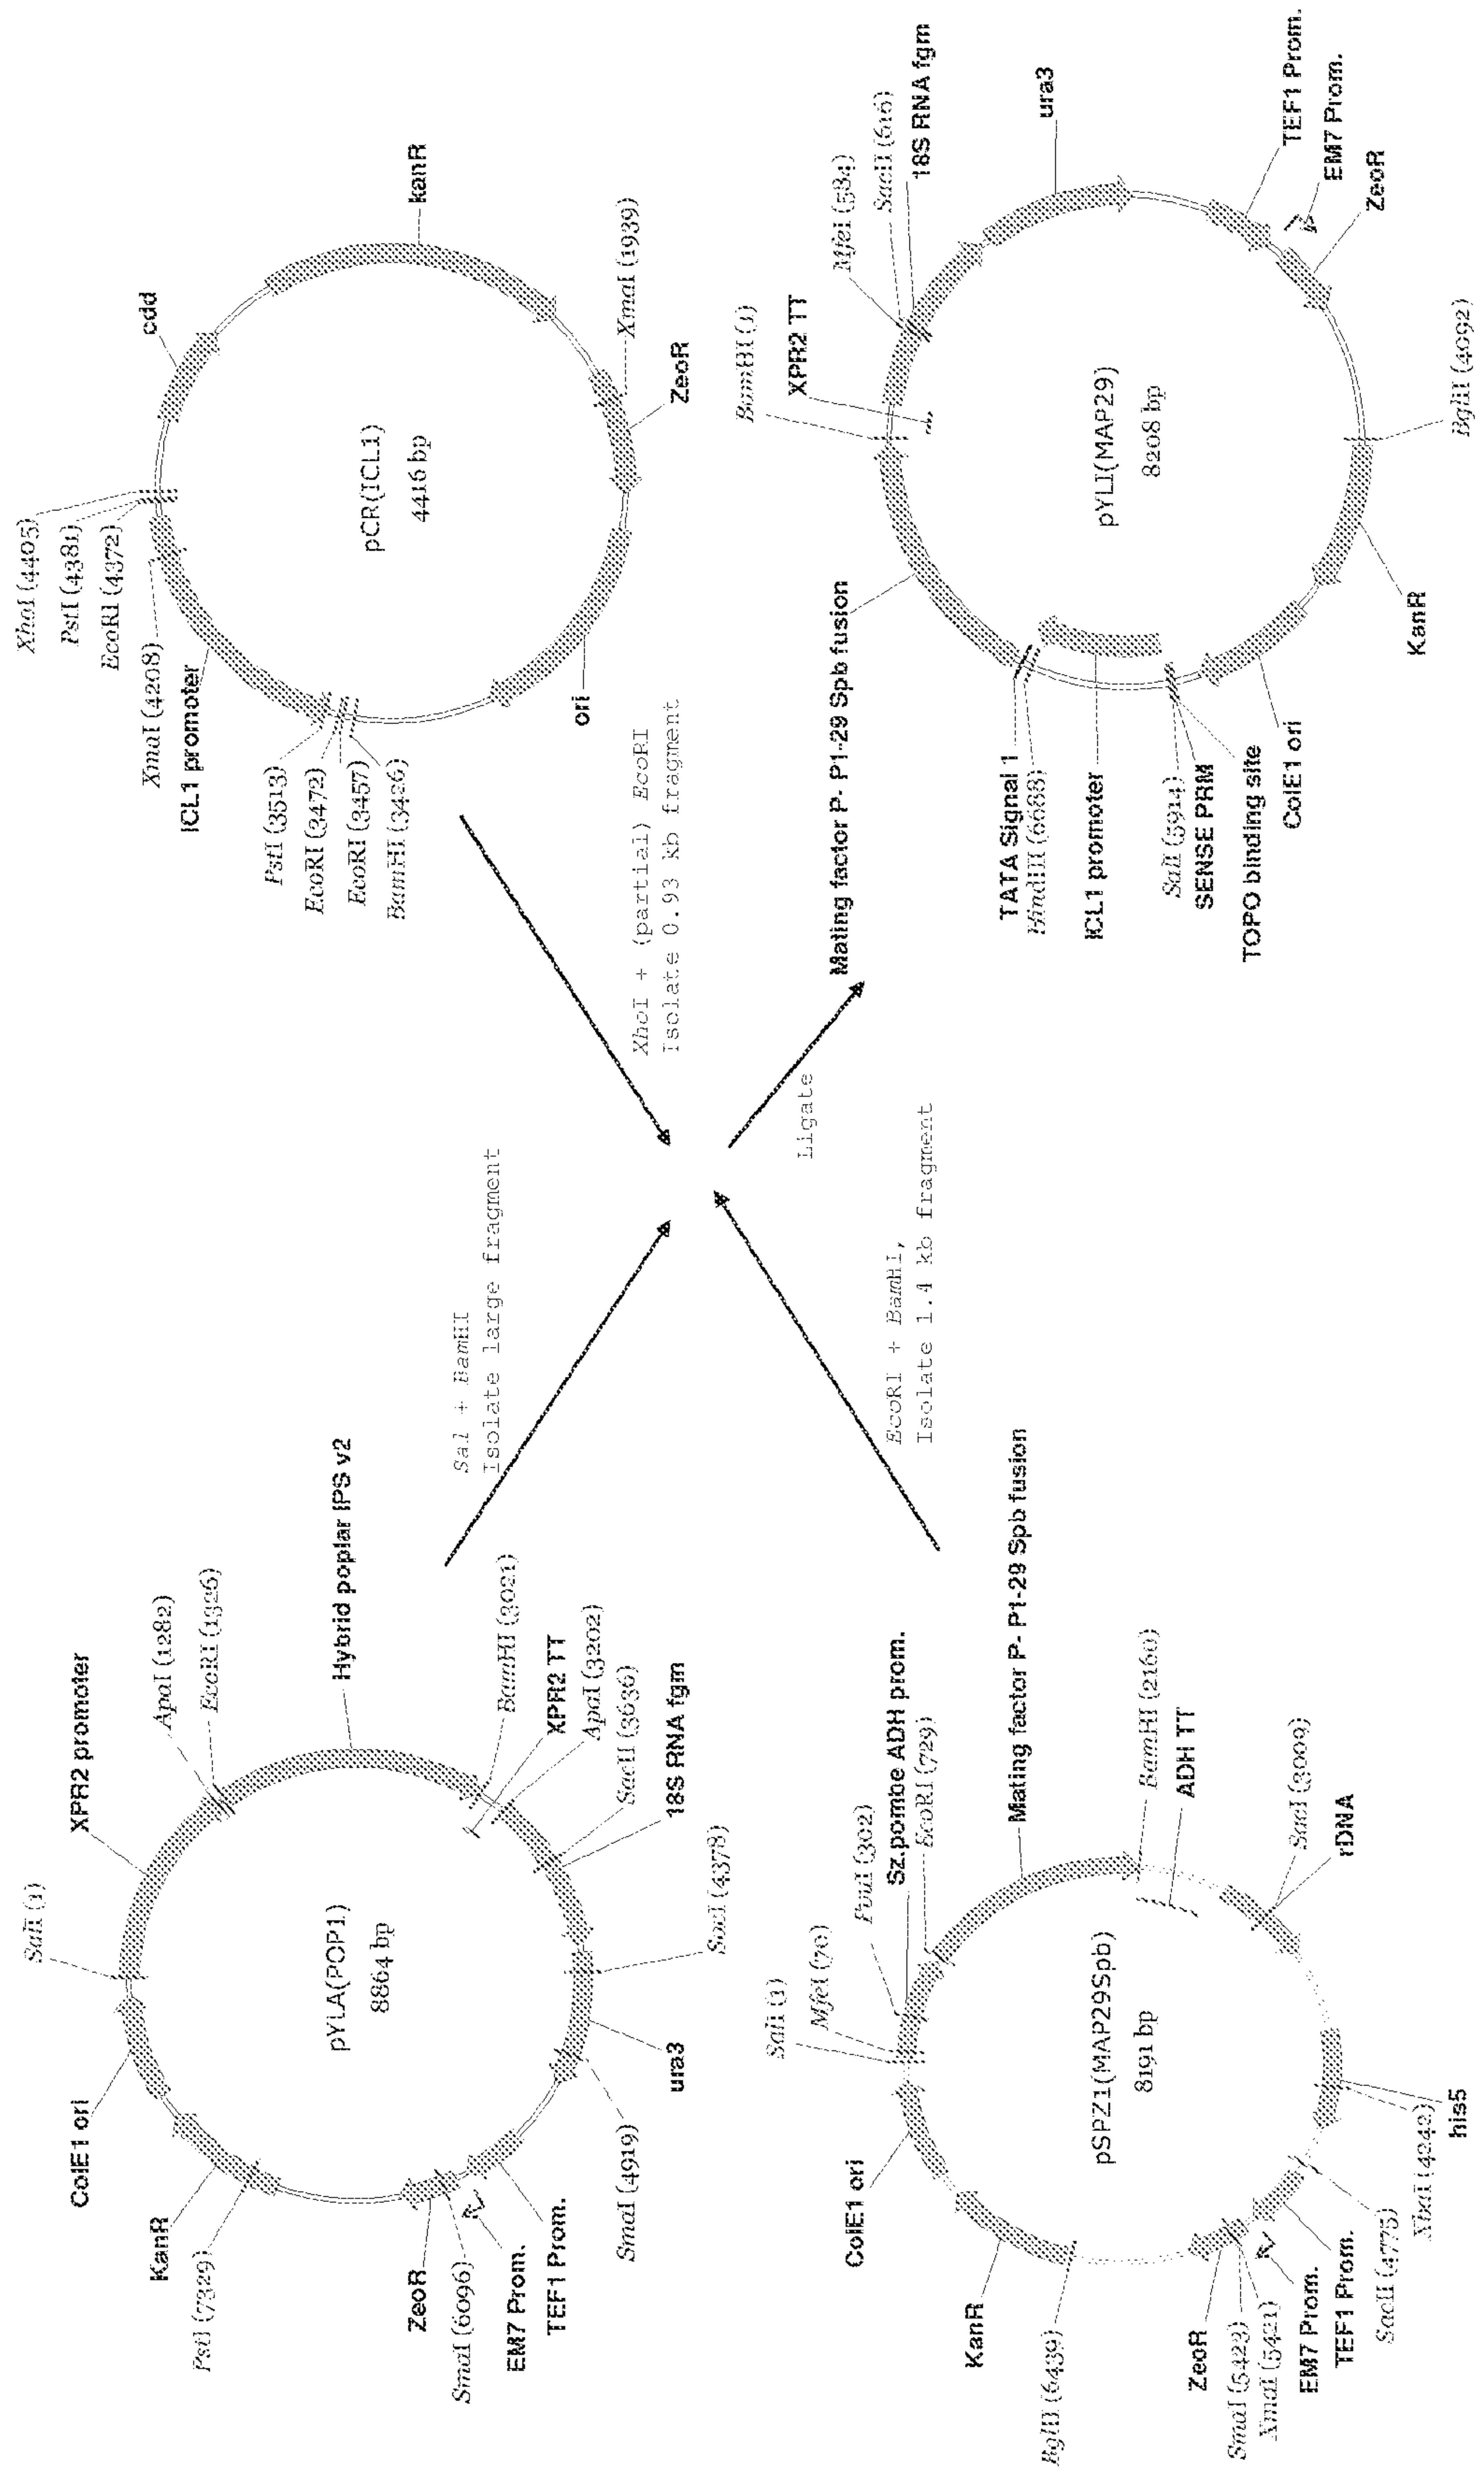 SalI (1)
XPR2 promoter
ApaI (1282)
EcoRI (1326)
Hybrid poplar IPS v2
BamHI (3021)
XPR2 TT
ApaI (3202)
SacII (3636)
18S RNA fgm
SacI (4378)
ura3
SmaI (4919)
TEF1 Prom.
EM7 Prom.
SmaI (6096)
ZeoR
PstI (7329)
KanR
ColE1 ori
pYLA(POP1)
8864 bp
Sal + BamHI
Isolate large fragment
XhoI (4405)
PstI (4381)
EcoRI (4372)
XmaI (4208)
ICL1 promoter
PstI (3513)
EcoRI (3472)
EcoRI (3457)
BamHI (3426)
cdd
kanR
XmaI (1939)
ZeoR
ori
pCR(ICL1)
4416 bp
XhoI + (partial) EcoRI
Isolate 0.93 kb fragment
SalI (1)
MfeI (70)
PvuI (302)
Sz.pombe ADH prom.
EcoRI (729)
Mating factor P- P1-29 Spb fusion
BamHI (2160)
ADH TT
rDNA
his5
XbaI (4242)
SacII (4775)
TEF1 Prom.
EM7 Prom.
XmaI (5421)
SmaI (5423)
ZeoR
BglII (6439)
KanR
ColE1 ori
pSPZ1(MAP29Spb)
8191 bp
EcoRI + BamHI,
Isolate 1.4 kb fragment
Ligate
Mating factor P- P1-29 Spb fusion
BamHI (1)
XPR2 TT
MfeI (584)
SacII (616)
18S RNA fgm
ura3
TEF1 Prom.
EM7 Prom.
ZeoR
BglII (4092)
KanR
ColE1 ori
TOPO binding site
SENSE PRM
SalI (5914)
ICL1 promoter
HindIII (6688)
TATA Signal 1
pYLI(MAP29)
8208 bp